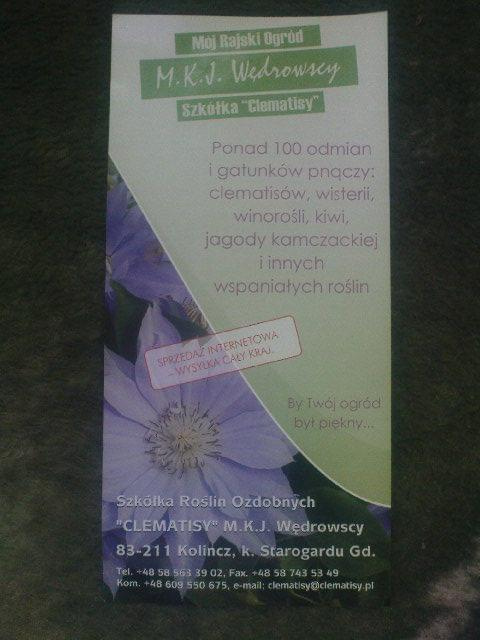 Mój Rajski Ogród
M.K.J. Wędrowscy
Szkółka "Clematisy"
Ponad 100 odmian
i gatunków pnączy:
clematisów, wisterii,
winorośli, kiwi,
jagody kamczackiej
i innych
wspaniałych roślin
SPRZEDAŻ INTERNETOWA
- WYSYŁKA CAŁY KRAJ.
By Twój ogród
był piękny...
Szkółka Roślin Ozdobnych
"CLEMATISY" M.K.J. Wędrowscy
83-211 Kolincz, k. Starogardu Gd.
Tel. +48 58 563 39 02, Fax. +48 58 743 53 49
Kom. +48 609 550 675, e-mail: clematisy@clematisy.pl